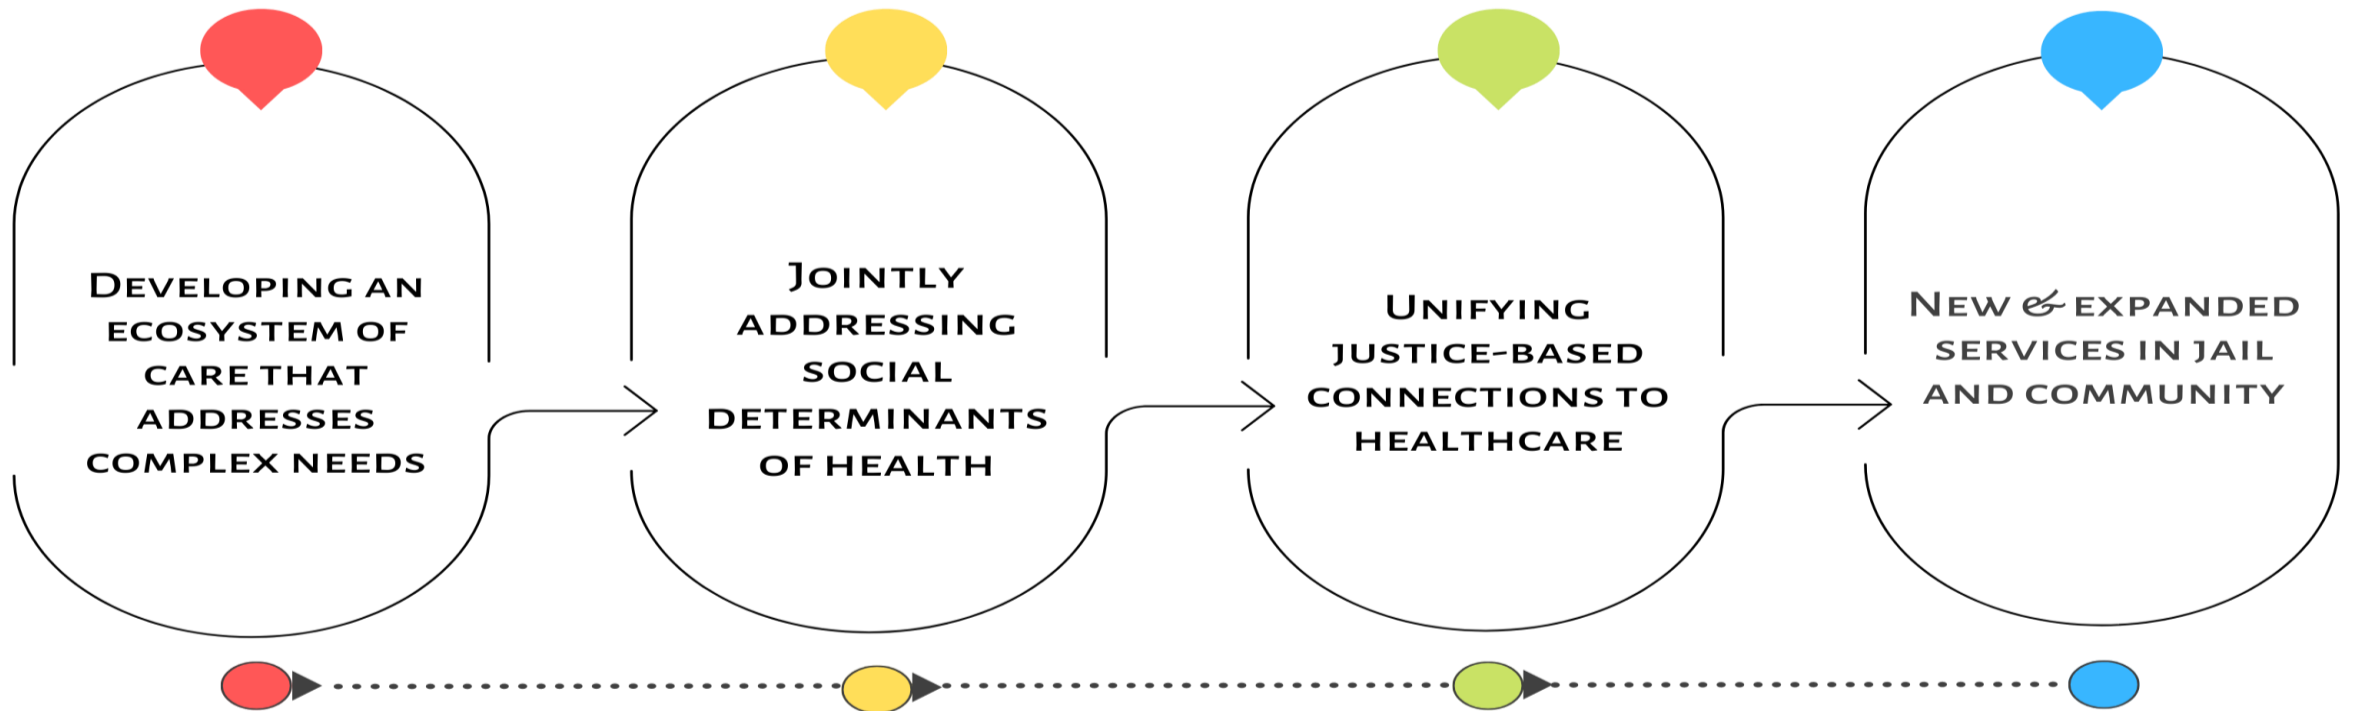 Developing an
ecosystem of
care that
addresses
complex needs
Jointly
addressing
social
determinants
of health
Unifying
justice-based
connections to
healthcare
New & expanded
services in jail
and community